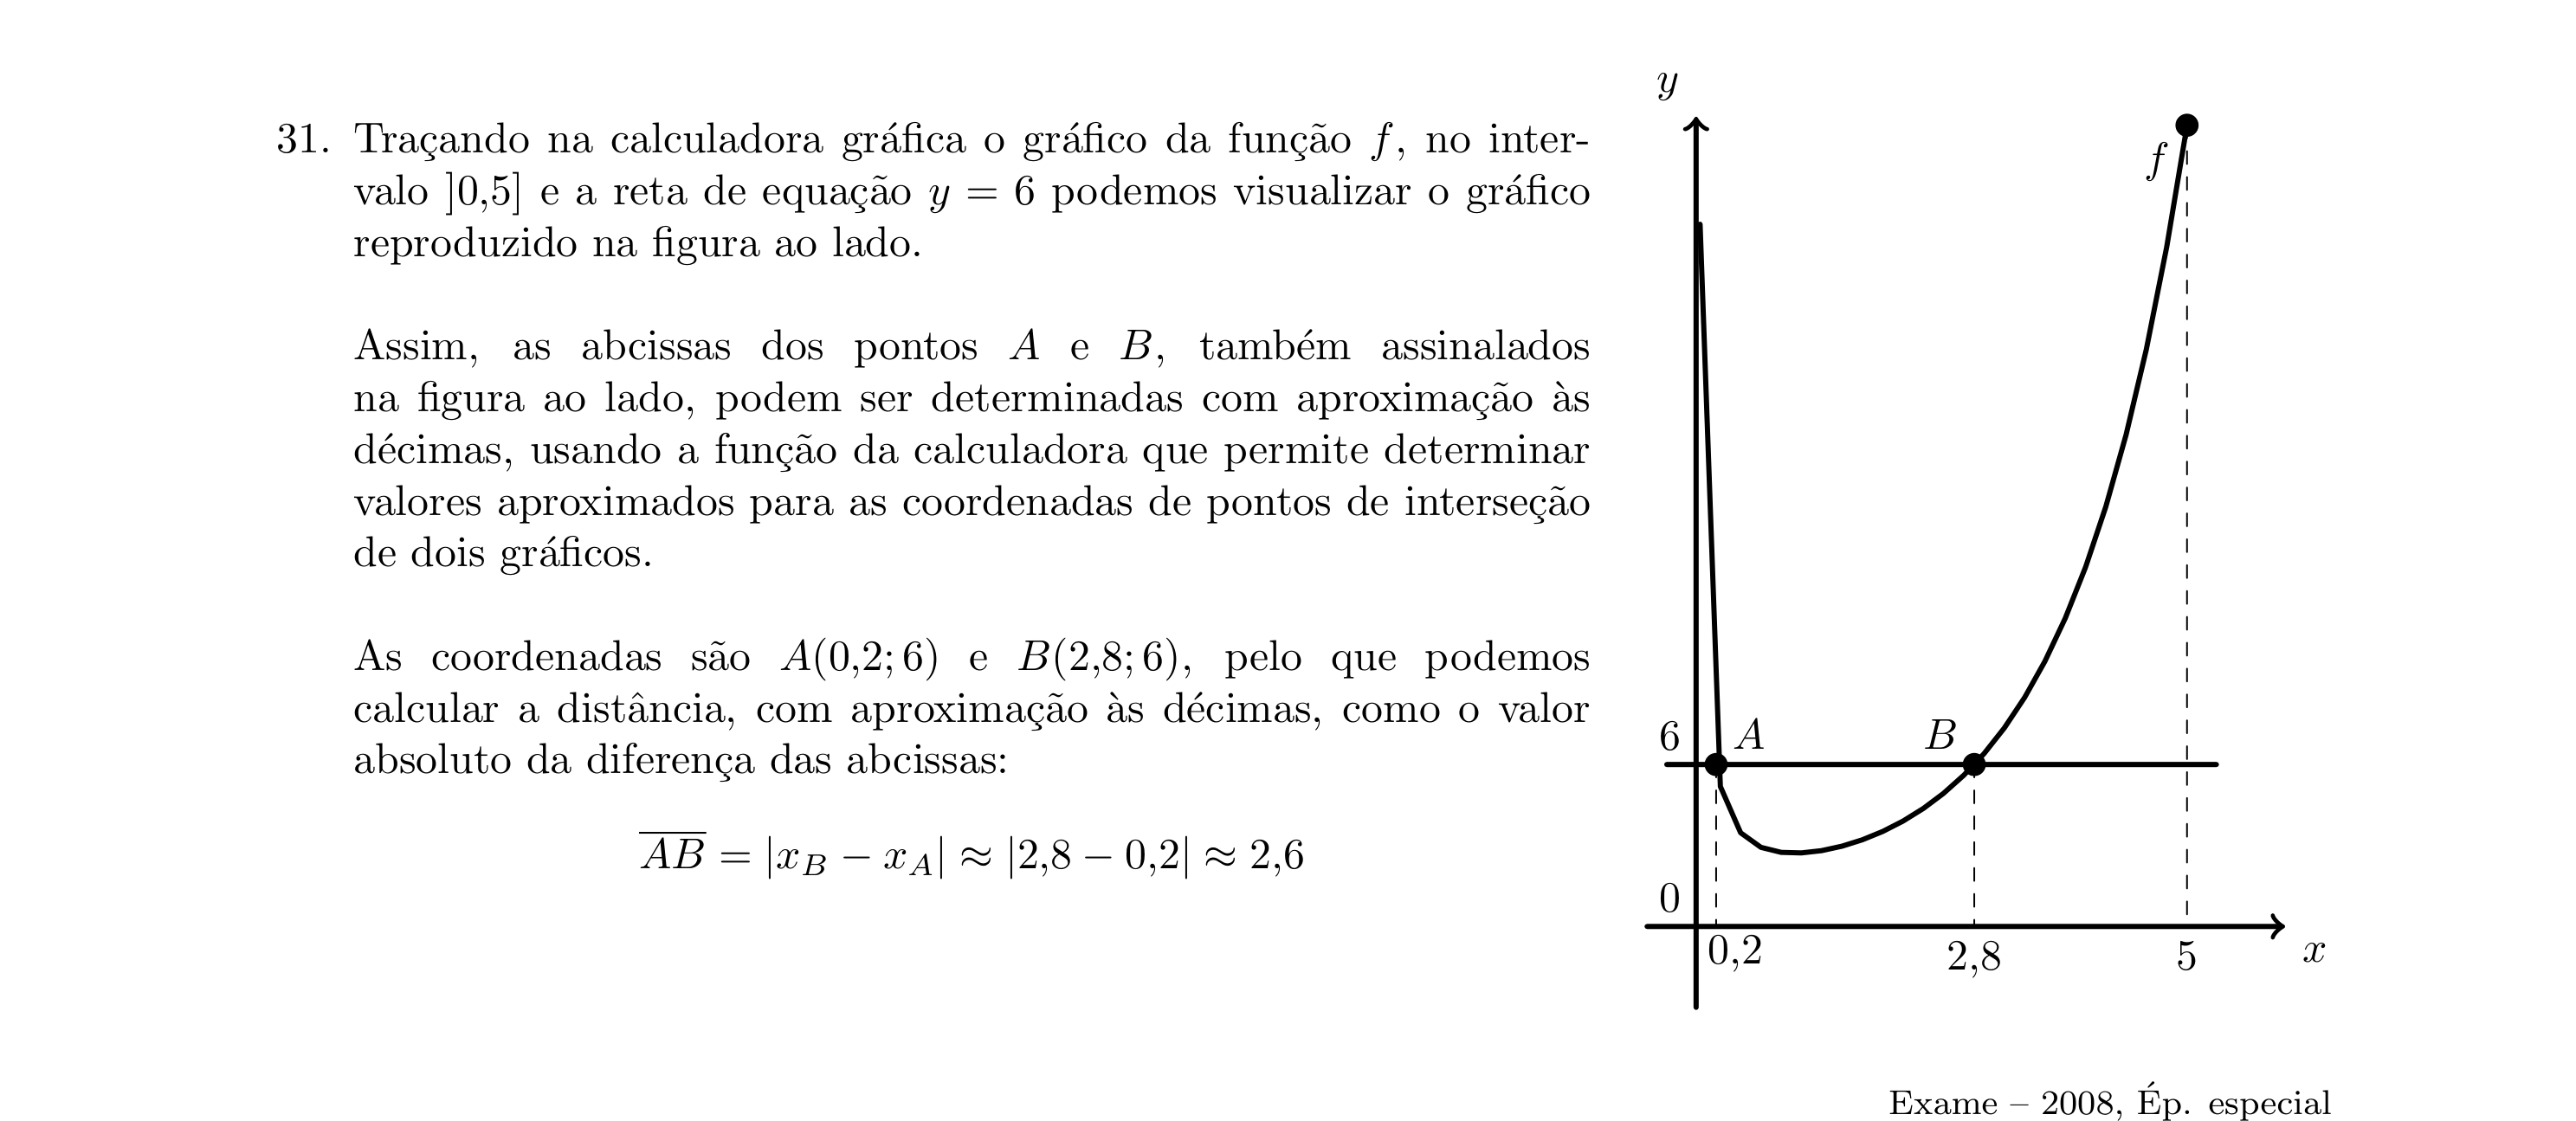 31. Traçando na calculadora gráfica o gráfico da função f, no inter-
valo ]0,5] e a reta de equação y = 6 podemos visualizar o gráfico
reproduzido na figura ao lado.
Assim, as abcissas dos pontos A e B, também assinalados
na figura ao lado, podem ser determinadas com aproximação às
décimas, usando a função da calculadora que permite determinar
valores aproximados para as coordenadas de pontos de interseção
de dois gráficos.
As coordenadas são A(0,2; 6) e B(2,8; 6), pelo que podemos
calcular a distância, com aproximação às décimas, como o valor
absoluto da diferença das abcissas:
\overline{AB} = |x_B − x_A| ≈ |2,8 − 0,2| ≈ 2,6
y
f
6 A B
0
0,2 2,8 5 x
Exame – 2008, Ép. especial